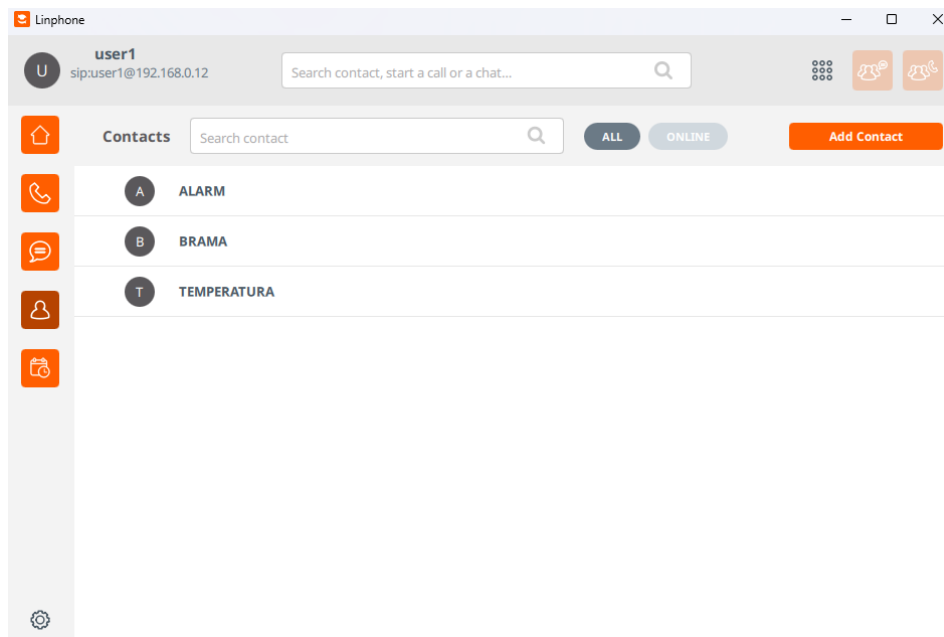 Linphone
U
user1
sip:user1@192.168.0.12
Search contact, start a call or a chat...
Contacts
Search contact
ALL
ONLINE
Add Contact
A
ALARM
B
BRAMA
T
TEMPERATURA